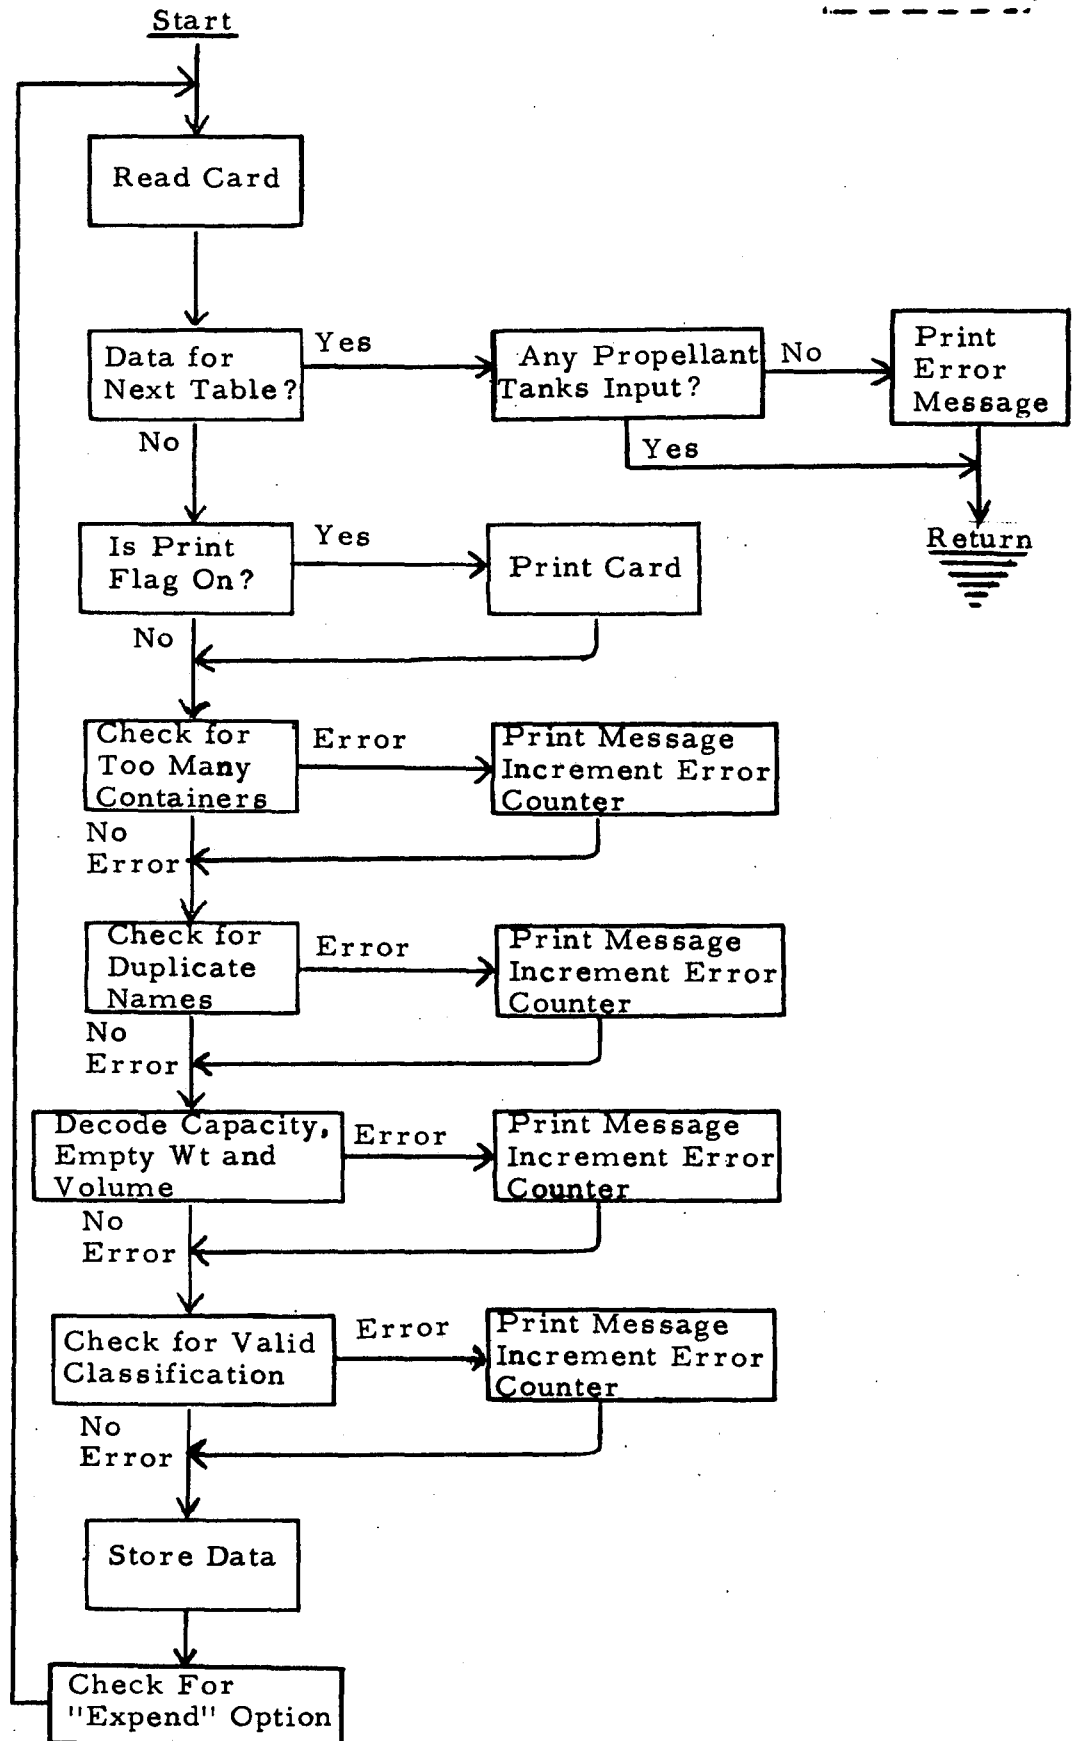 Start
Read Card
Data for
Next Table?
Yes
Any Propellant
Tanks Input?
No
Print
Error
Message
No
Yes
Return
Is Print
Flag On?
Yes
Print Card
No
Check for
Too Many
Containers
Error
Print Message
Increment Error
Counter
No
Error
Check for
Duplicate
Names
Error
Print Message
Increment Error
Counter
No
Error
Decode Capacity,
Empty Wt and
Volume
Error
Print Message
Increment Error
Counter
No
Error
Check for Valid
Classification
Error
Print Message
Increment Error
Counter
No
Error
Store Data
Check For
"Expend" Option